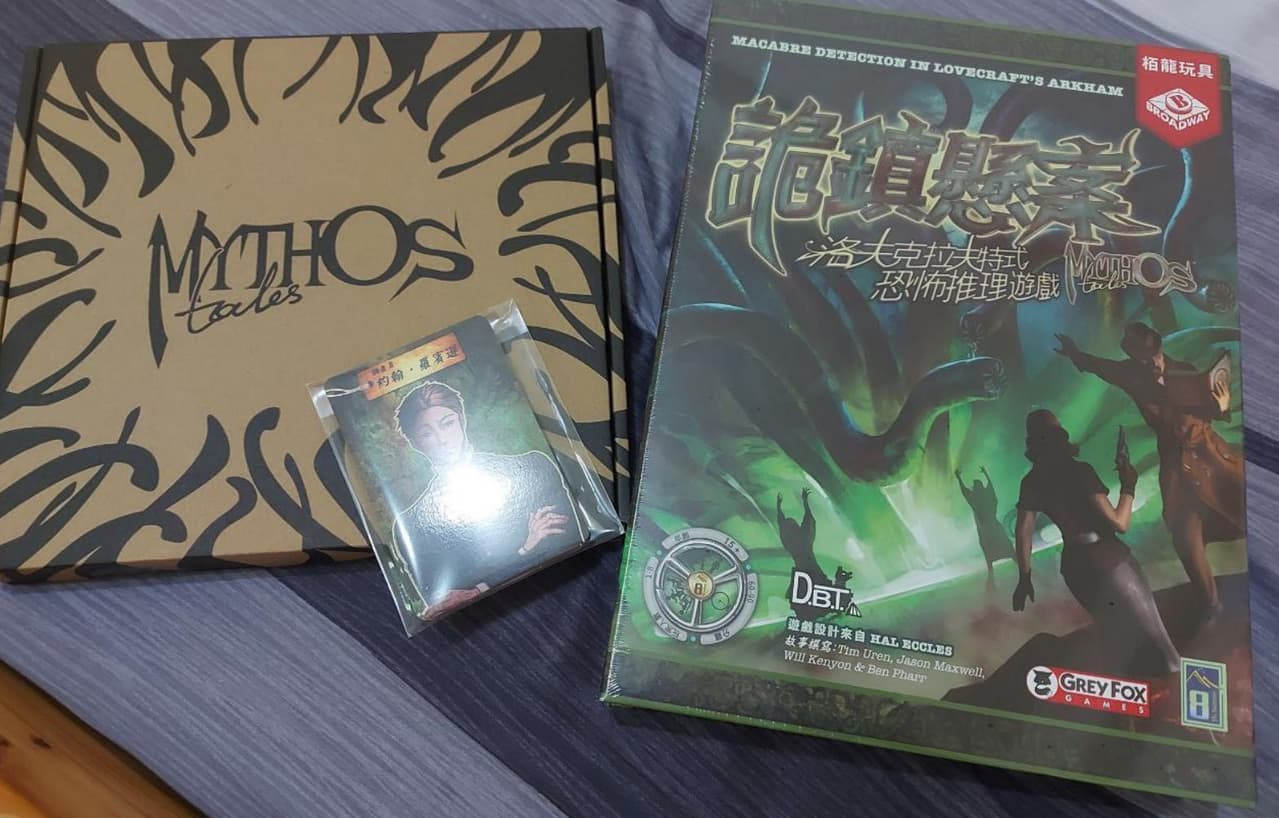 MYTHOS
tales
約翰·羅賓遜
MACABRE DETECTION IN LOVECRAFT'S ARKHAM
栢龍玩具
B
BROADWAY
詭鎮懸案
洛夫克拉夫特式
恐怖推理遊戲
MYTHOS
tales
15+
D.B.T.
遊戲設計來自 HAL ECCLES
故事撰寫:Tim Uren, Jason Maxwell,
Will Kenyon & Ben Pharr
GREY FOX
GAMES
8